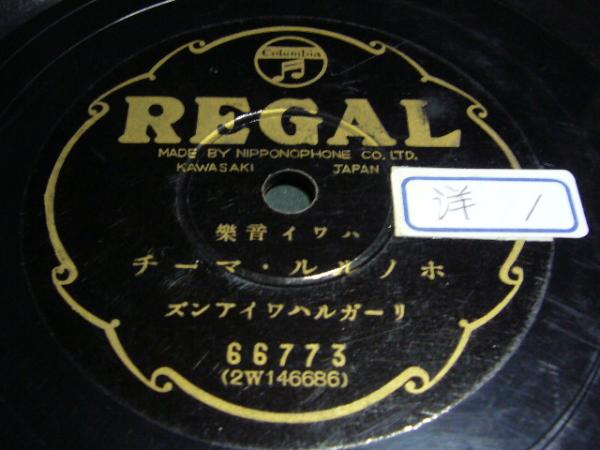 Columbia
REGAL
MADE BY NIPPONOPHONE CO. LTD.
KAWASAKI JAPAN
洋 1
ハワイ音樂
ホノルル・マーチ
リーガルハワイアンズ
66773
(2W146686)